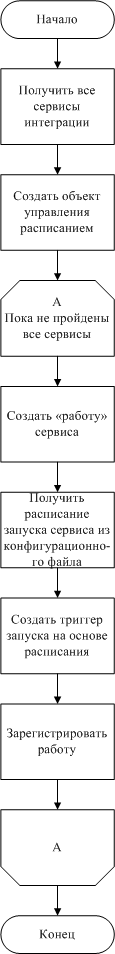 Начало
Получить все
сервисы
интеграции
Создать объект
управления
расписанием
А
Пока не пройдены
все сервисы
Создать «работу»
сервиса
Получить
расписание
запуска сервиса из
конфигурационно-
го файла
Создать триггер
запуска на основе
расписания
Зарегистрировать
работу
А
Конец